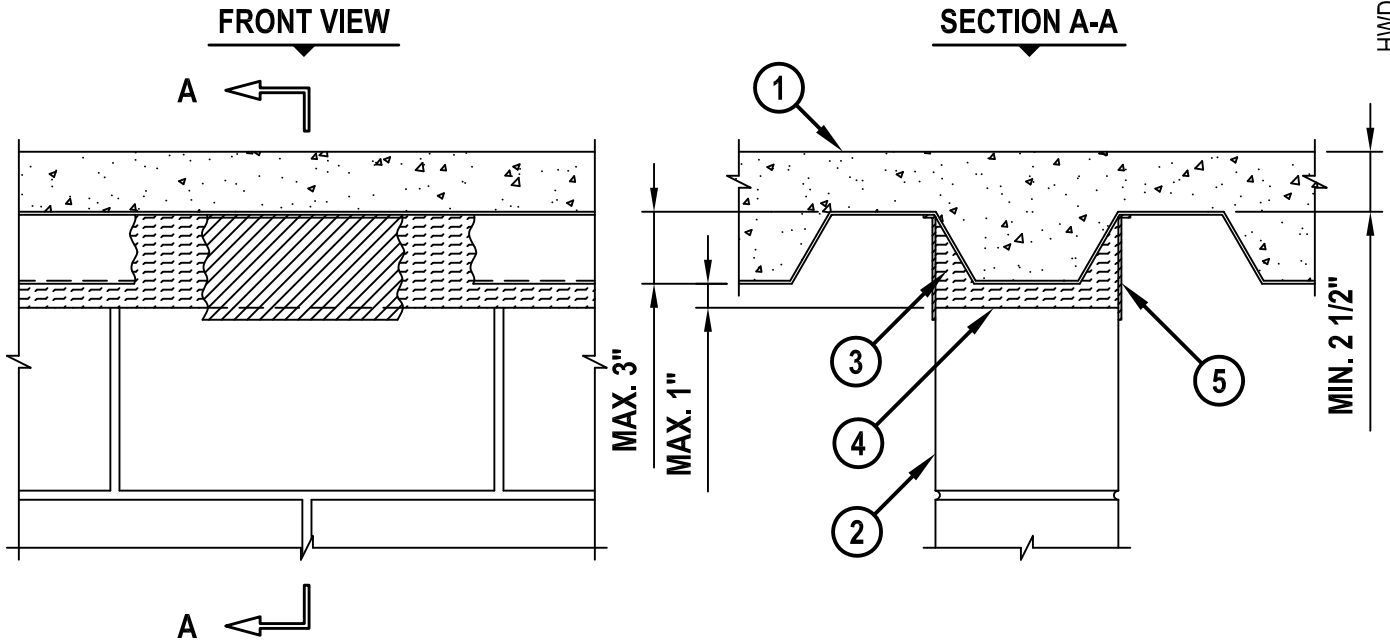 FRONT VIEW
SECTION A-A
HWD
A
1
3
5
4
2
MAX. 3"
MAX. 1"
MIN. 2 1/2"
A